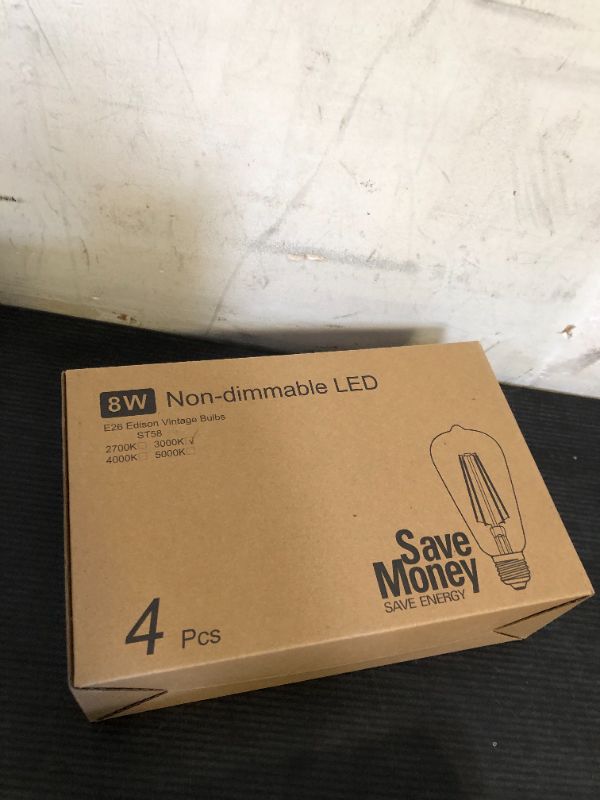 8W Non-dimmable LED
E26 Edison Vintage Bulbs
ST58
2700K☐ 3000K☑
4000K☐ 5000K☐
Save
Money
SAVE ENERGY
4 Pcs